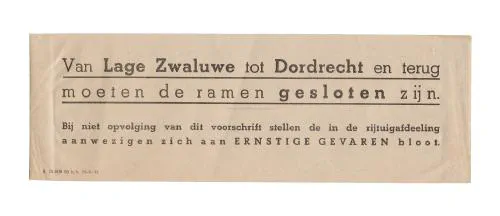 Van Lage Zwaluwe tot Dordrecht en terug
moeten de ramen gesloten zijn.
Bij niet opvolging van dit voorschrift stellen de in de rijtuigafdeeling
aanwezigen zich aan ERNSTIGE GEVAREN bloot.